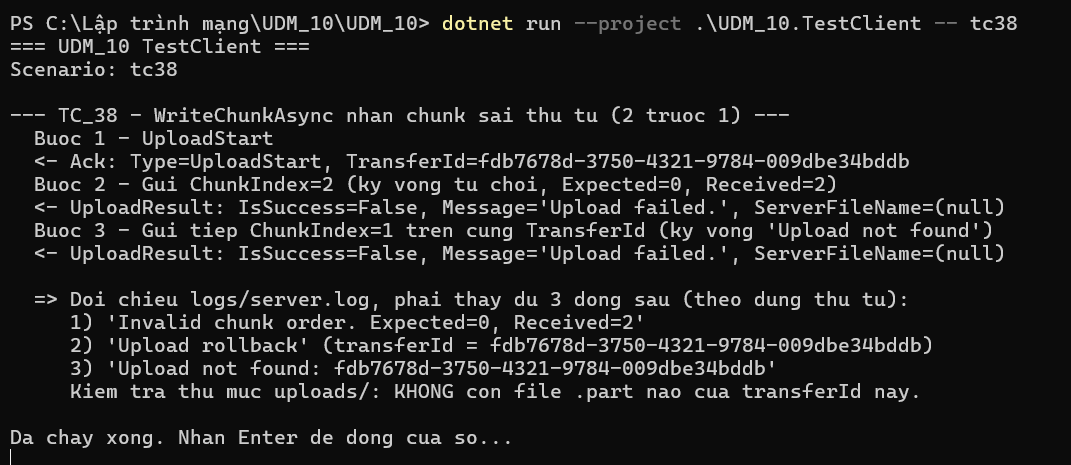 PS C:\Lập trình mạng\UDM_10\UDM_10> dotnet run --project .\UDM_10.TestClient -- tc38
=== UDM_10 TestClient ===
Scenario: tc38
--- TC_38 - WriteChunkAsync nhan chunk sai thu tu (2 truoc 1) ---
Buoc 1 - UploadStart
<- Ack: Type=UploadStart, TransferId=fdb7678d-3750-4321-9784-009dbe34bddb
Buoc 2 - Gui ChunkIndex=2 (ky vong tu choi, Expected=0, Received=2)
<- UploadResult: IsSuccess=False, Message='Upload failed.', ServerFileName=(null)
Buoc 3 - Gui tiep ChunkIndex=1 tren cung TransferId (ky vong 'Upload not found')
<- UploadResult: IsSuccess=False, Message='Upload failed.', ServerFileName=(null)
=> Doi chieu logs/server.log, phai thay du 3 dong sau (theo dung thu tu):
1) 'Invalid chunk order. Expected=0, Received=2'
2) 'Upload rollback' (transferId = fdb7678d-3750-4321-9784-009dbe34bddb)
3) 'Upload not found: fdb7678d-3750-4321-9784-009dbe34bddb'
Kiem tra thu muc uploads/: KHONG con file .part nao cua transferId nay.
Da chay xong. Nhan Enter de dong cua so...